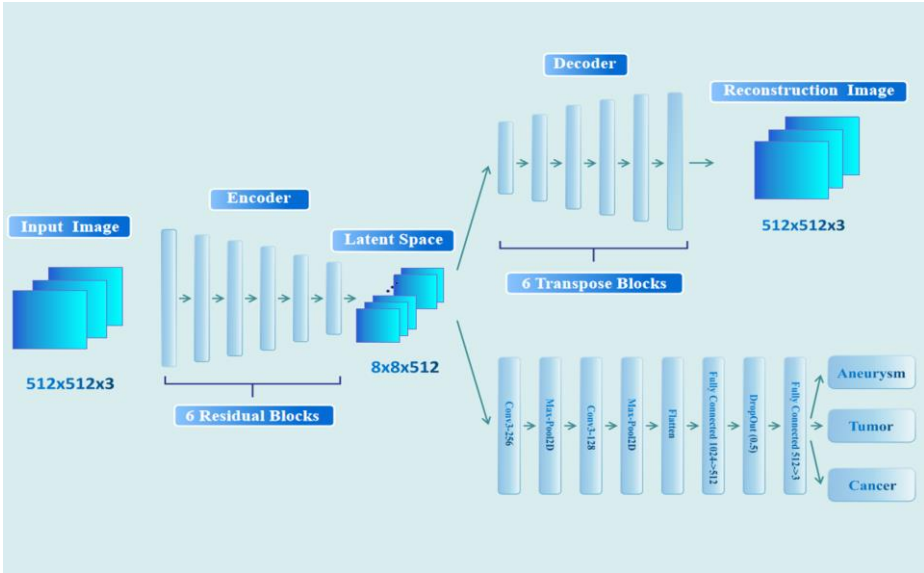 Input Image
512x512x3
Encoder
6 Residual Blocks
Latent Space
8x8x512
Decoder
6 Transpose Blocks
Reconstruction Image
512x512x3
Conv3-256
Max-Pool2D
Conv3-128
Max-Pool2D
Flatten
Fully Connected 1024->512
DropOut (0.5)
Fully Connected 512->3
Aneurysm
Tumor
Cancer